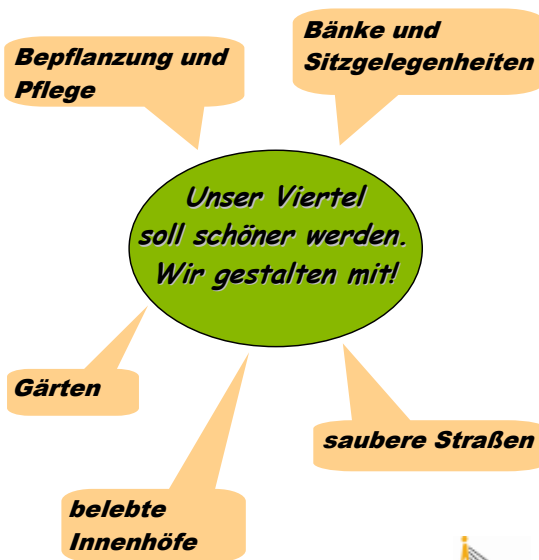 Bepflanzung und
Pflege
Bänke und
Sitzgelegenheiten
Unser Viertel
soll schöner werden.
Wir gestalten mit!
Gärten
saubere Straßen
belebte
Innenhöfe